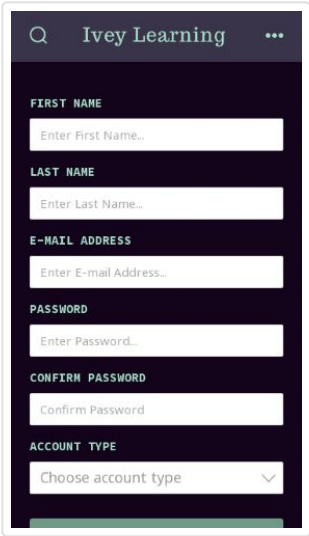 Ivey Learning
FIRST NAME
Enter First Name...
LAST NAME
Enter Last Name...
E-MAIL ADDRESS
Enter E-mail Address...
PASSWORD
Enter Password...
CONFIRM PASSWORD
Confirm Password
ACCOUNT TYPE
Choose account type